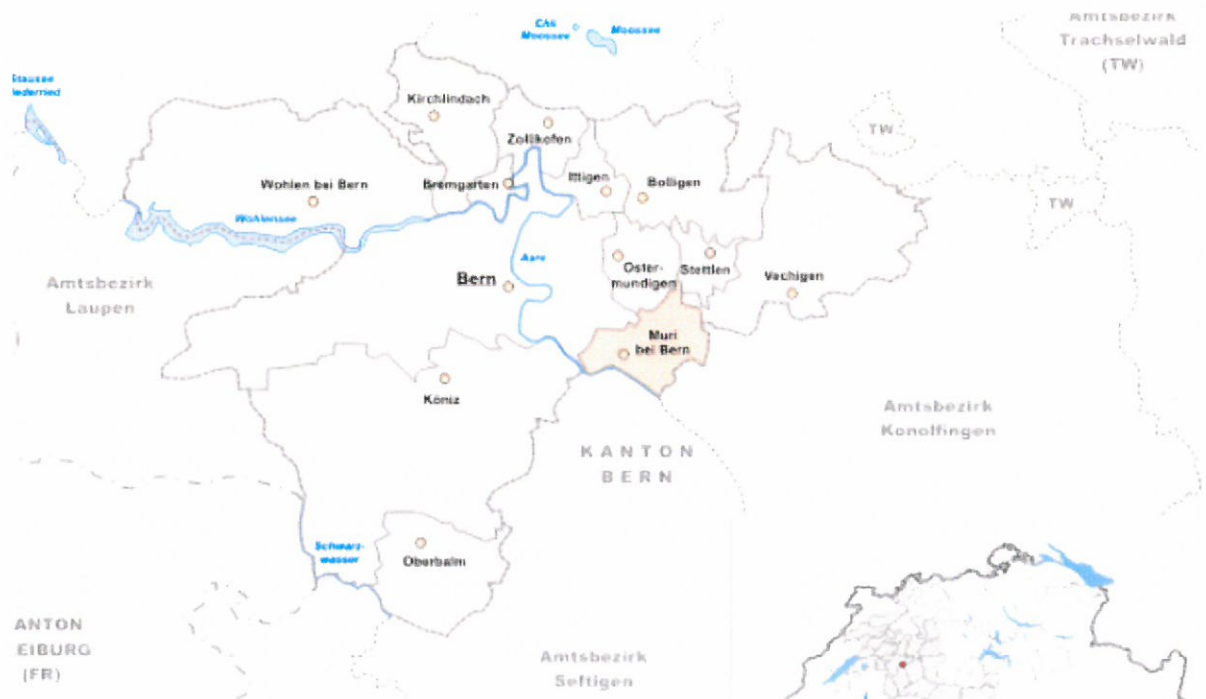 Chli
Moossee
Moossee
Amtsbezirk
Trachselwald
(TW)
Kirchlindach
Zollikofen
TW
Wohlen bei Bern
Bremgarten
Ittigen
Bolligen
TW
Wohlensee
Amtsbezirk
Laupen
Aare
Bern
Oster-
mundigen
Stettlen
Vechigen
Muri
bei Bern
Köniz
Amtsbezirk
Konolfingen
KANTON
BERN
Schwarz-
wasser
Oberbalm
ANTON
EIBURG
(FR)
Amtsbezirk
Seftigen